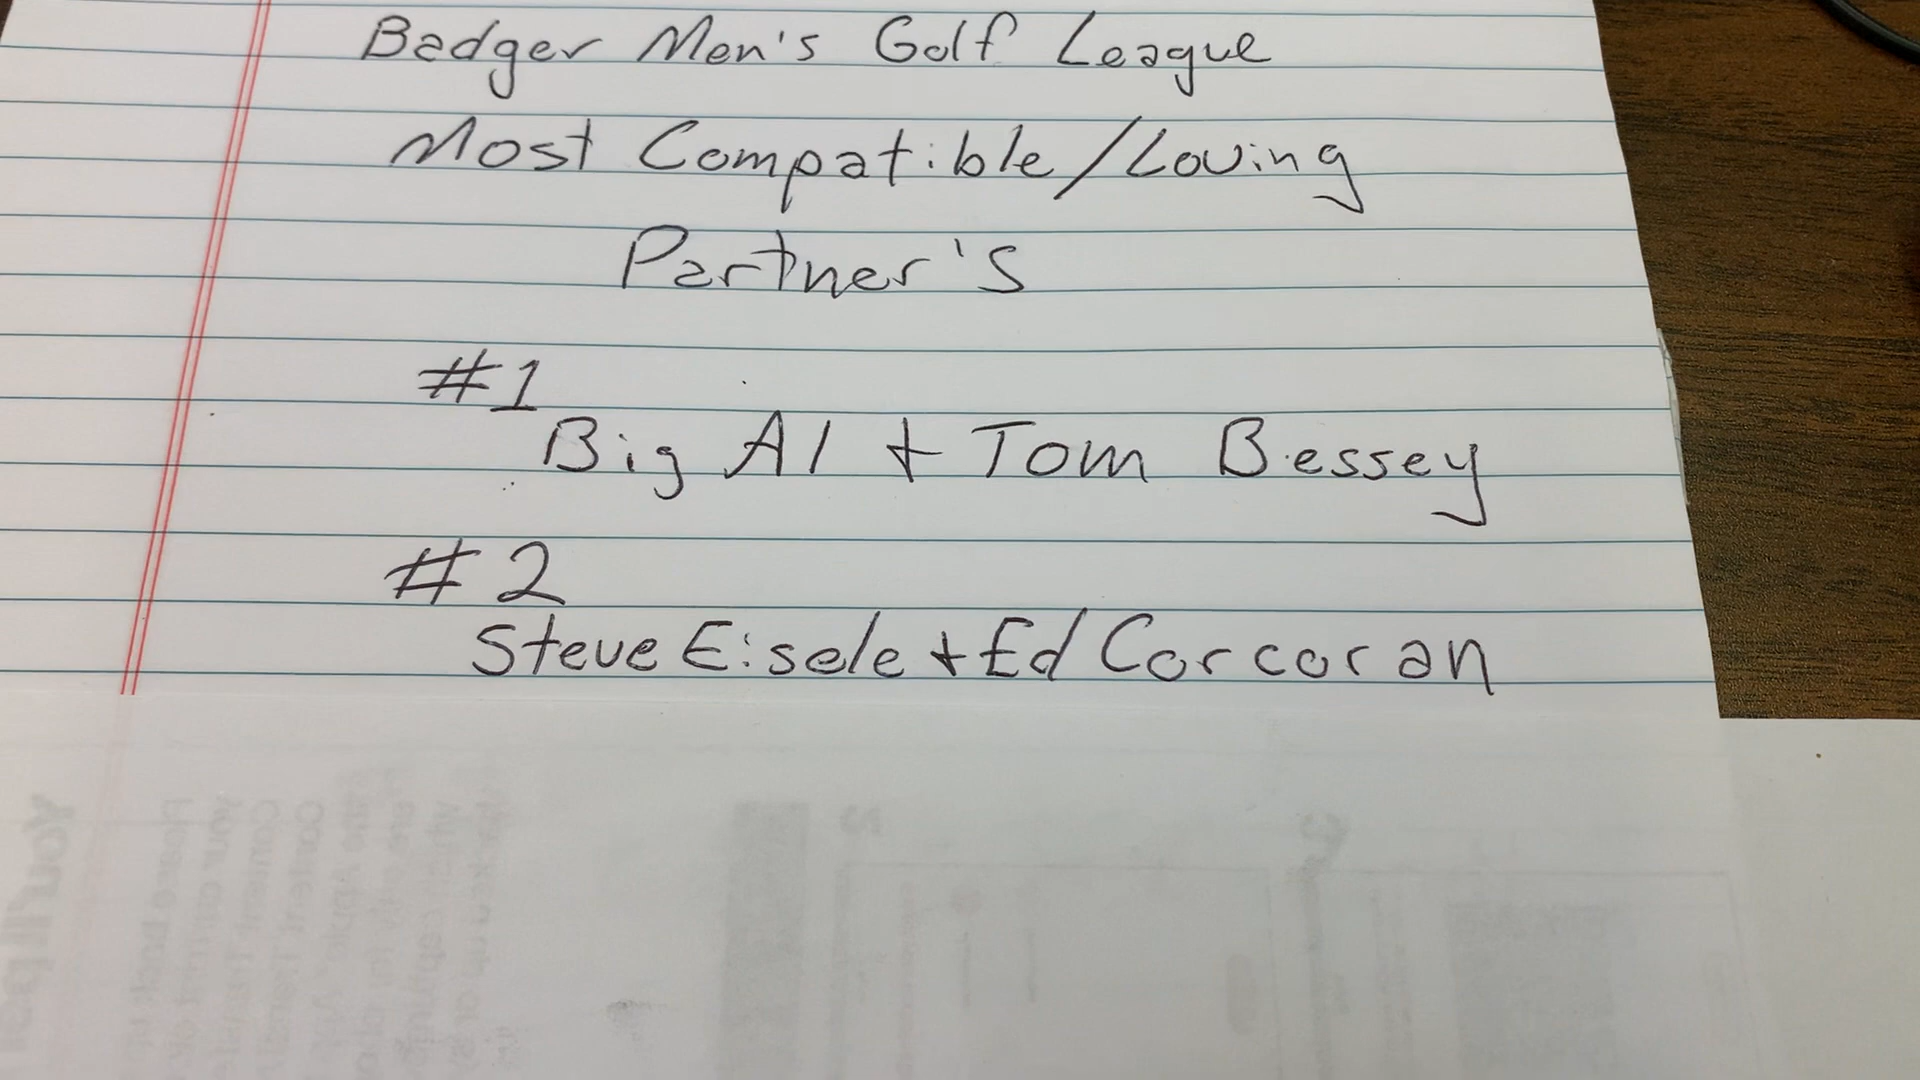 Badger Men's Golf League
Most Compatible/Loving
Partner's
#1
Big Al + Tom Bessey
#2
Steve Eisele + Ed Corcoran